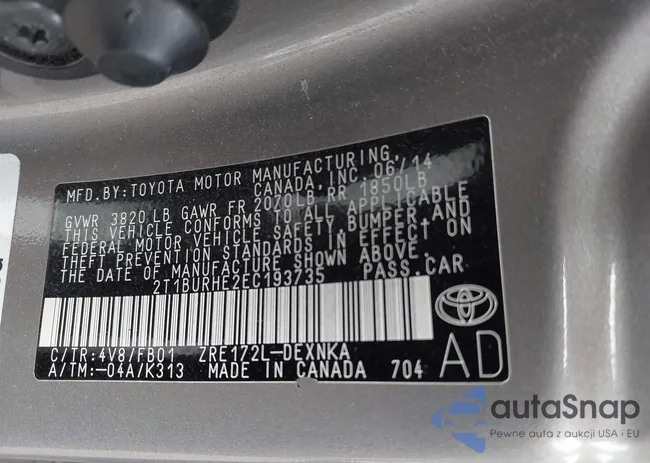 MFD.BY:TOYOTA MOTOR MANUFACTURING,
CANADA, INC. 06/14
GVWR 3820 LB GAWR FR 2070LB RR 1850LB
THIS VEHICLE CONFORMS TO ALL APPLICABLE
FEDERAL MOTOR VEHICLE SAFETY, BUMPER, AND
THEFT PREVENTION STANDARDS IN EFFECT ON
THE DATE OF MANUFACTURE SHOWN ABOVE.
2T1BURHE2EC193735 PASS.CAR
C/TR:4V8/FB01 ZRE172L-DEXNKA
A/TM:-04A/K313 MADE IN CANADA 704
AD
autaSnap
Pewne auta z aukcji USA i EU